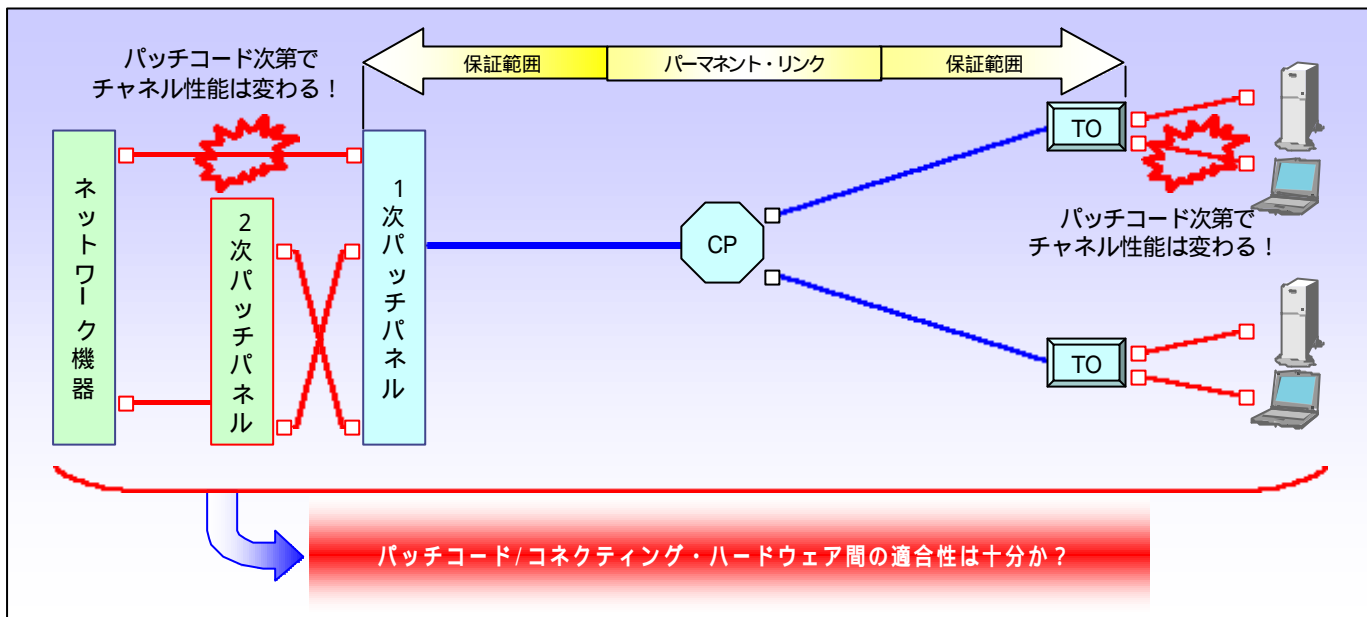 パッチコード次第で
チャネル性能は変わる！
保証範囲
パーマネント・リンク
保証範囲
ネットワーク機器
2次パッチパネル
1次パッチパネル
CP
TO
パッチコード次第で
チャネル性能は変わる！
TO
パッチコード/コネクティング・ハードウェア間の適合性は十分か？